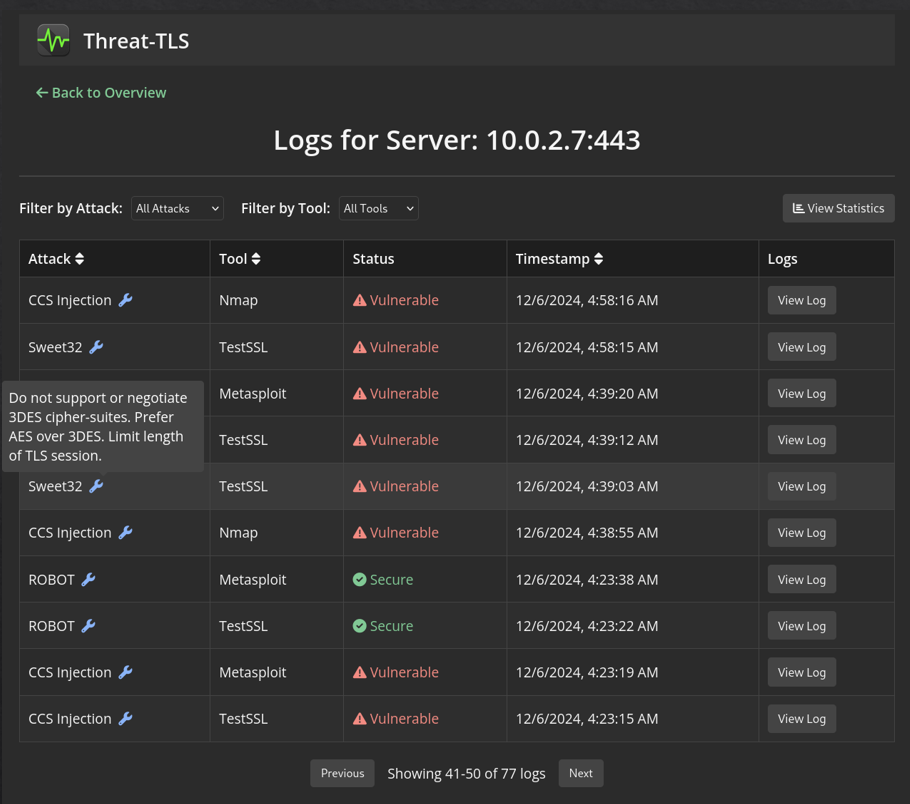 Threat-TLS
Back to Overview
Logs for Server: 10.0.2.7:443
Filter by Attack: All Attacks Filter by Tool: All Tools View Statistics
Attack Tool Status Timestamp Logs
CCS Injection Nmap Vulnerable 12/6/2024, 4:58:16 AM View Log
Sweet32 TestSSL Vulnerable 12/6/2024, 4:58:15 AM View Log
Metasploit Vulnerable 12/6/2024, 4:39:20 AM View Log
Do not support or negotiate
3DES cipher-suites. Prefer
AES over 3DES. Limit length
of TLS session.
TestSSL Vulnerable 12/6/2024, 4:39:12 AM View Log
Sweet32 TestSSL Vulnerable 12/6/2024, 4:39:03 AM View Log
CCS Injection Nmap Vulnerable 12/6/2024, 4:38:55 AM View Log
ROBOT Metasploit Secure 12/6/2024, 4:23:38 AM View Log
ROBOT TestSSL Secure 12/6/2024, 4:23:22 AM View Log
CCS Injection Metasploit Vulnerable 12/6/2024, 4:23:19 AM View Log
CCS Injection TestSSL Vulnerable 12/6/2024, 4:23:15 AM View Log
Previous Showing 41-50 of 77 logs Next